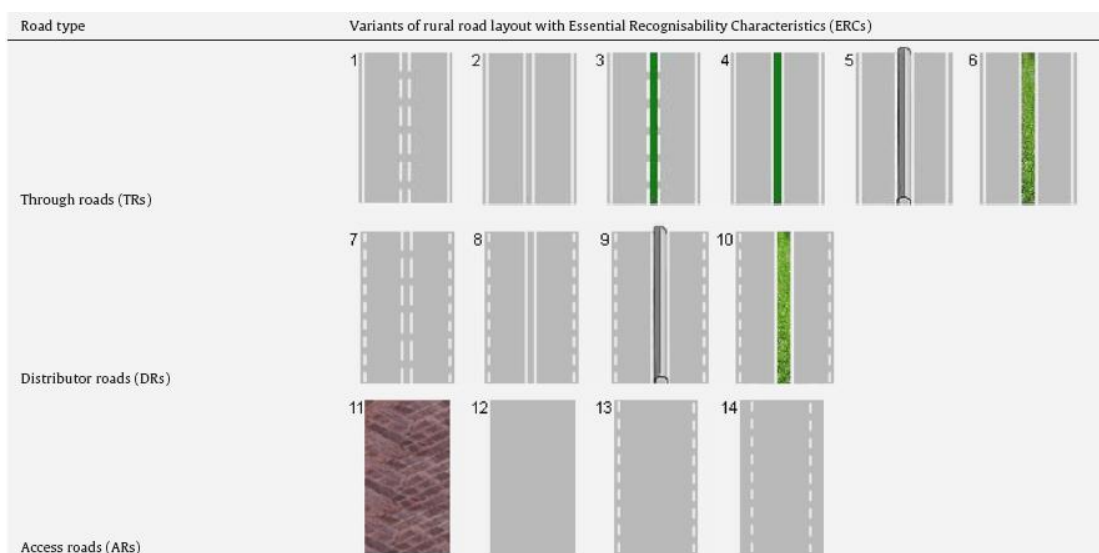 Road type Variants of rural road layout with Essential Recognisability Characteristics (ERCs)
1 2 3 4 5 6
Through roads (TRs)
7 8 9 10
Distributor roads (DRs)
11 12 13 14
Access roads (ARs)